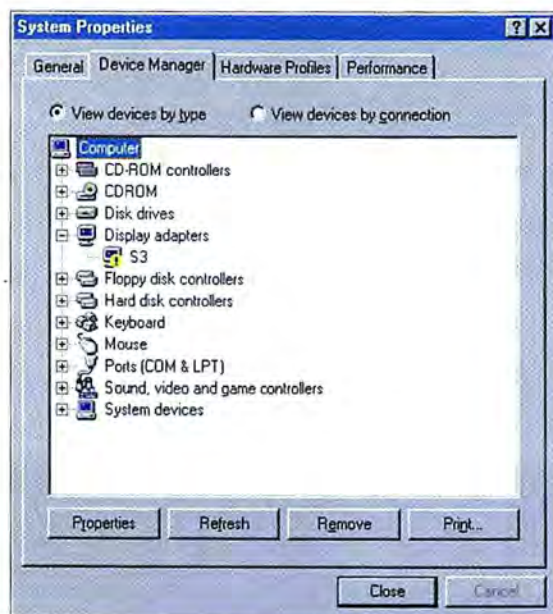 System Properties
General Device Manager Hardware Profiles Performance
View devices by type View devices by connection
Computer
CD-ROM controllers
CDROM
Disk drives
Display adapters
S3
Floppy disk controllers
Hard disk controllers
Keyboard
Mouse
Ports (COM & LPT)
Sound, video and game controllers
System devices
Properties Refresh Remove Print...
Close Cancel